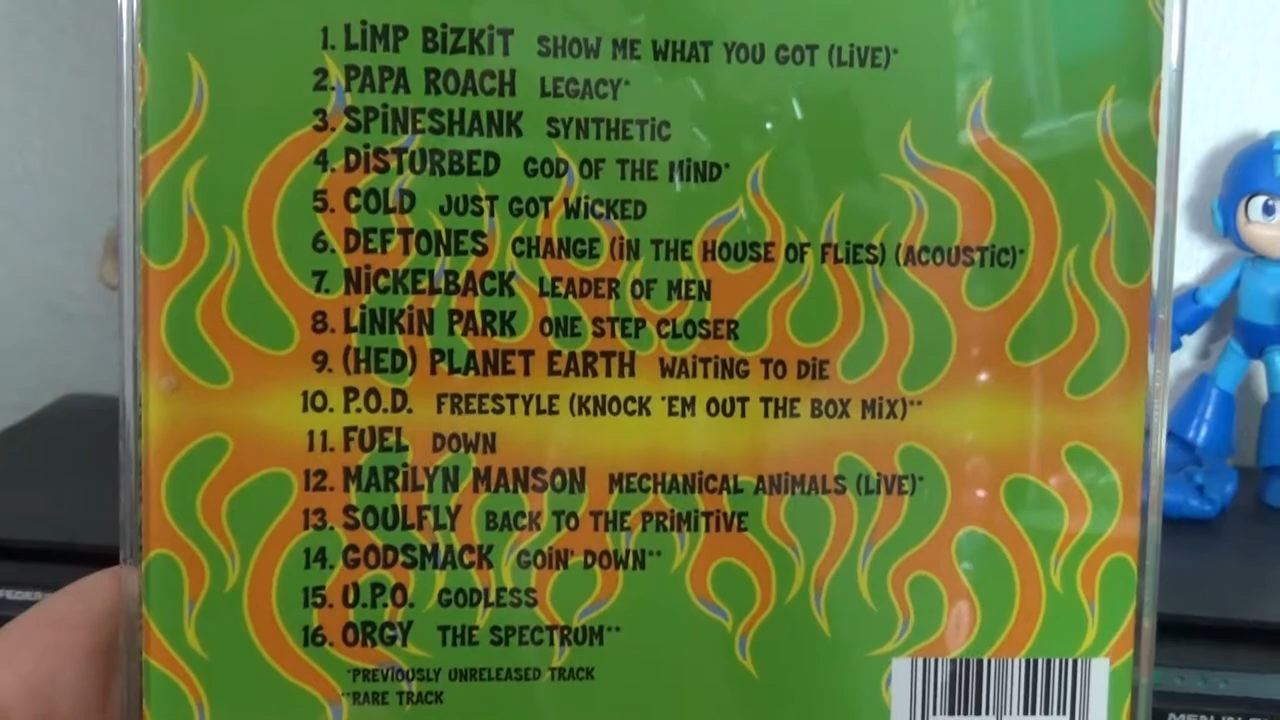 1. LiMP BiZKiT SHOW ME WHAT YOU GOT (LiVE)*
2. PAPA ROACH LEGACY*
3. SPiNESHANK SYNTHETiC
4. DiSTURBED GOD OF THE MiND*
5. COLD JUST GOT WiCKED
6. DEFTONES CHANGE (iN THE HOUSE OF FLiES) (ACOUSTiC)*
7. NiCKELBACK LEADER OF MEN
8. LiNKiN PARK ONE STEP CLOSER
9. (HED) PLANET EARTH WAiTiNG TO DiE
10. P.O.D. FREESTYLE (KNOCK 'EM OUT THE BOX MiX)**
11. FUEL DOWN
12. MARiLYN MANSON MECHANiCAL ANiMALS (LiVE)*
13. SOULFLY BACK TO THE PRiMiTiVE
14. GODSMACK GOiN' DOWN**
15. U.P.O. GODLESS
16. ORGY THE SPECTRUM**
*PREViOUSLY UNRELEASED TRACK
**RARE TRACK